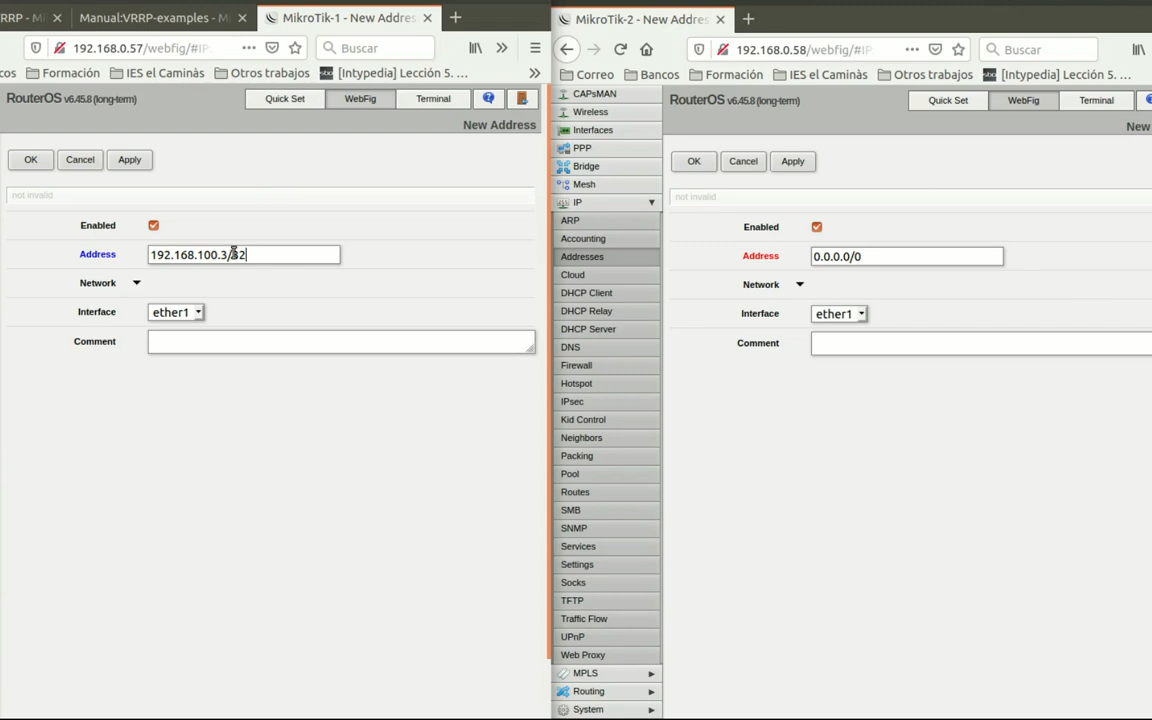 RRP - M
Manual:VRRP-examples - M
MikroTik-1 - New Addres
192.168.0.57/webfig/#IP
Buscar
cos
Formación
IES el Caminàs
Otros trabajos
[Intypedia] Lección 5. ...
RouterOS v6.45.8 (long-term)
Quick Set
WebFig
Terminal
New Address
OK
Cancel
Apply
not invalid
Enabled
Address
192.168.100.3/32
Network
Interface
ether1
Comment
MikroTik-2 - New Addres
192.168.0.58/webfig/#IP
Buscar
Correo
Bancos
Formación
IES el Caminàs
Otros trabajos
[Intypedia] Lección 5. ...
CAPsMAN
Wireless
Interfaces
PPP
Bridge
Mesh
IP
ARP
Accounting
Addresses
Cloud
DHCP Client
DHCP Relay
DHCP Server
DNS
Firewall
Hotspot
IPsec
Kid Control
Neighbors
Packing
Pool
Routes
SMB
SNMP
Services
Settings
Socks
TFTP
Traffic Flow
UPnP
Web Proxy
MPLS
Routing
System
RouterOS v6.45.8 (long-term)
Quick Set
WebFig
Terminal
New
OK
Cancel
Apply
not invalid
Enabled
Address
0.0.0.0/0
Network
Interface
ether1
Comment